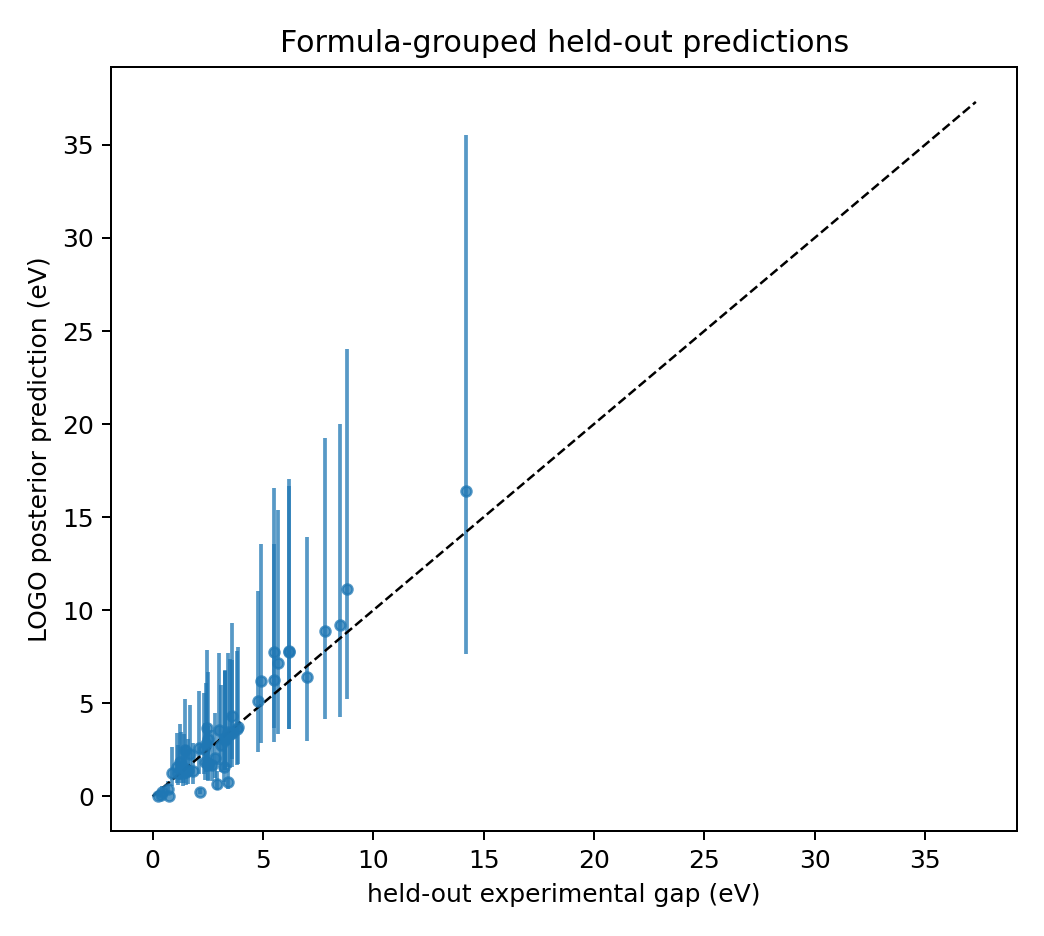 Formula-grouped held-out predictions
LOGO posterior prediction (eV)
35
30
25
20
15
10
5
0
0 5 10 15 20 25 30 35
held-out experimental gap (eV)